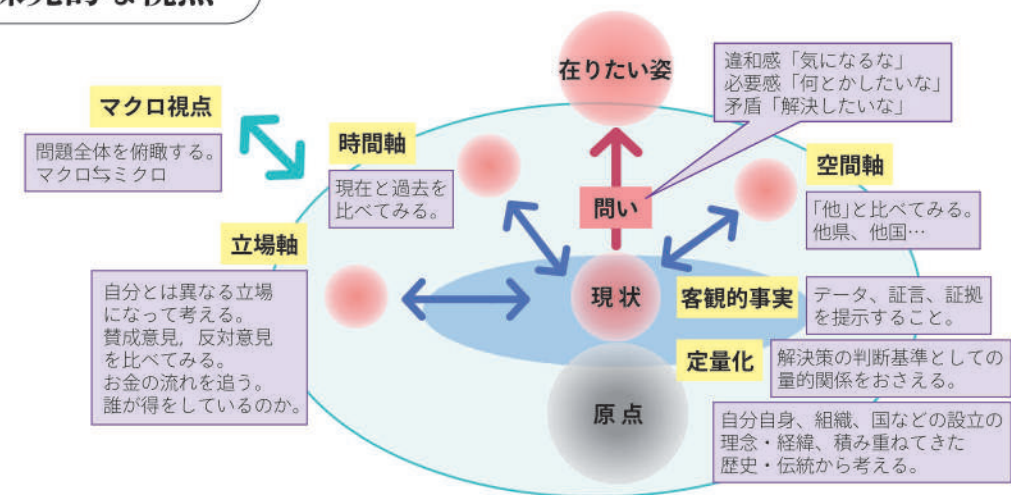 的な視点
在りたい姿
違和感「気になるな」
必要感「何とかしたいな」
矛盾「解決したいな」
マクロ視点
問題全体を俯瞰する。
マクロ⇆ミクロ
時間軸
現在と過去を
比べてみる。
問い
空間軸
「他」と比べてみる。
他県、他国…
立場軸
自分とは異なる立場
になって考える。
賛成意見，反対意見
を比べてみる。
お金の流れを追う。
誰が得をしているのか。
現状
客観的事実
データ、証言、証拠
を提示すること。
定量化
解決策の判断基準としての
量的関係をおさえる。
原点
自分自身、組織、国などの設立の
理念・経緯、積み重ねてきた
歴史・伝統から考える。